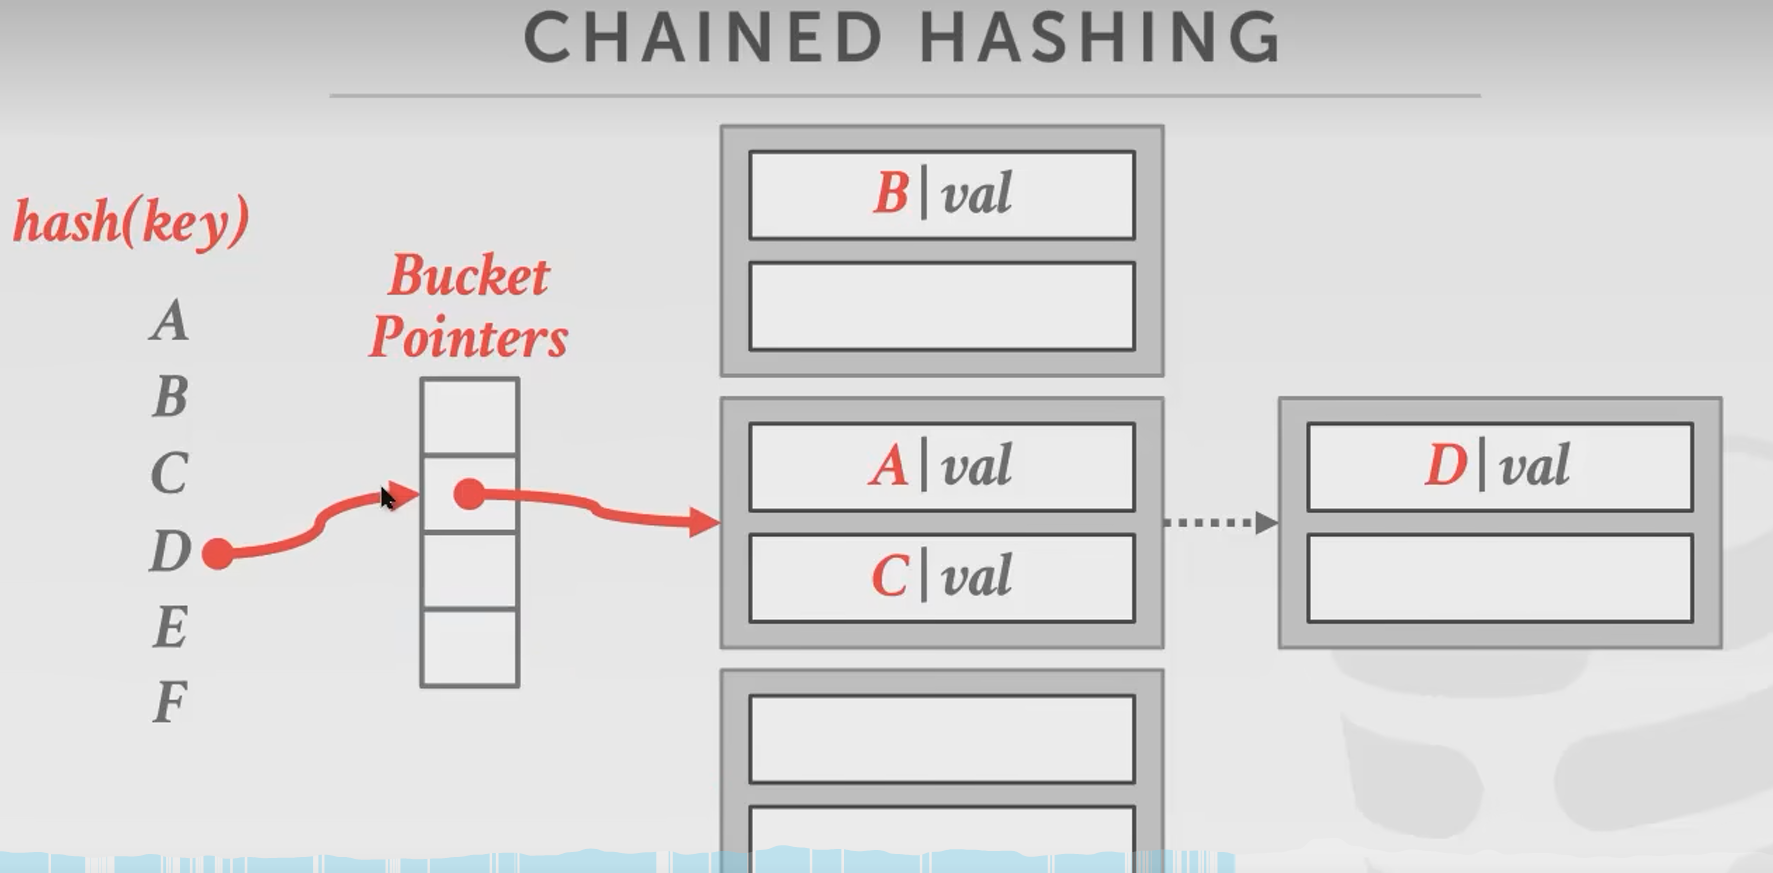 CHAINED HASHING
hash(key)
A
B
C
D
E
F
Bucket
Pointers
B|val
A|val
C|val
D|val